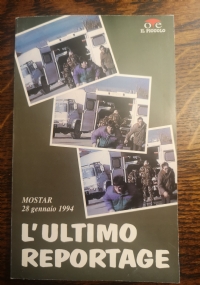 IL PICCOLO
MOSTAR
28 gennaio 1994
L'ULTIMO
REPORTAGE